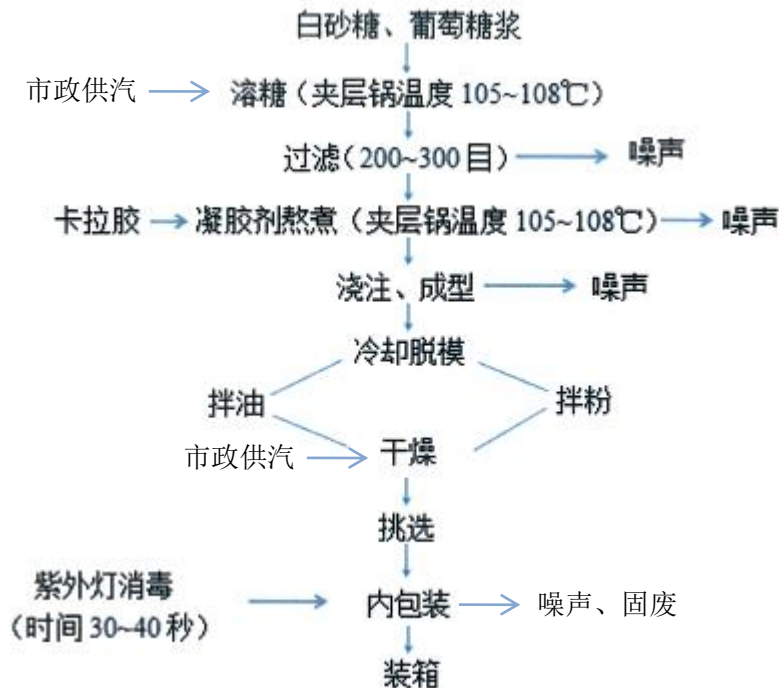 白砂糖、葡萄糖浆
市政供汽
溶糖（夹层锅温度 105~108℃）
过滤（200~300 目）
噪声
卡拉胶
凝胶剂熬煮（夹层锅温度 105~108℃）
噪声
浇注、成型
噪声
冷却脱模
拌油
拌粉
市政供汽
干燥
挑选
紫外灯消毒
（时间 30~40 秒）
内包装
噪声、固废
装箱